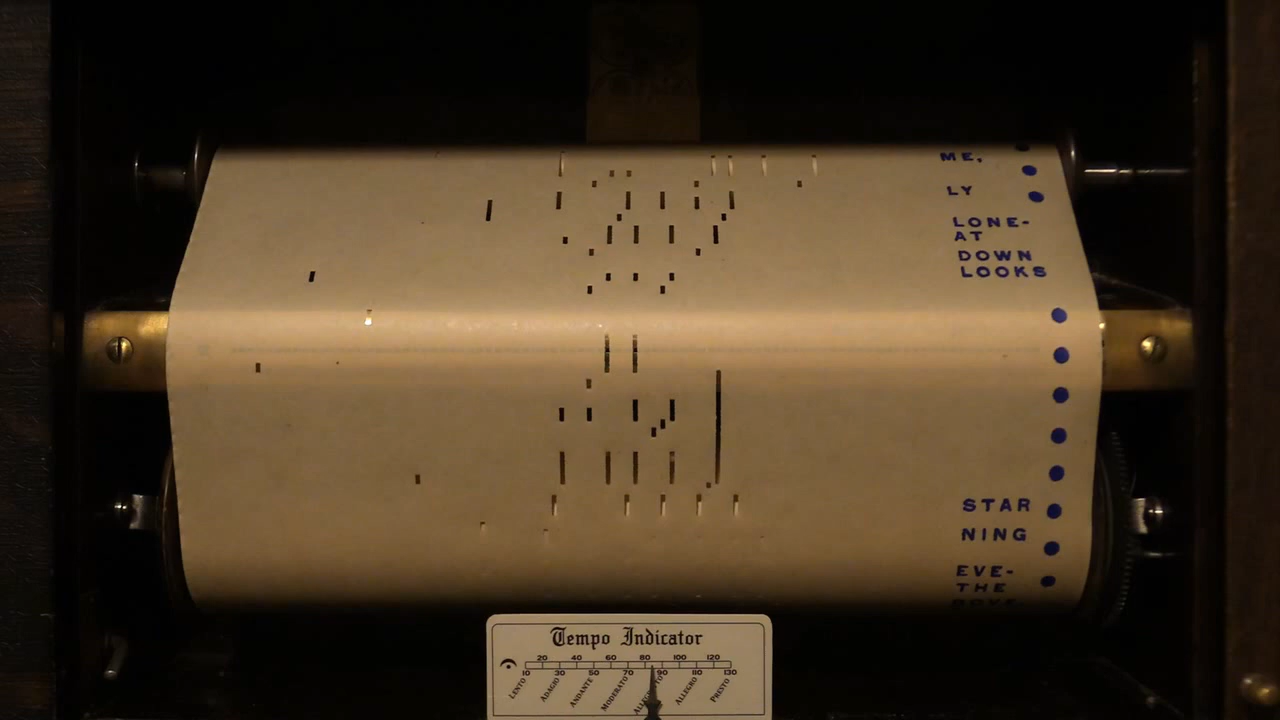 ME,
LY
LONE-
AT
DOWN
LOOKS
STAR
NING
EVE-
THE
Tempo Indicator
20 40 60 80 100 120
10 30 50 70 90 110 130
LENTO ADAGIO ANDANTE MODERATO ALLEGRO PRESTO